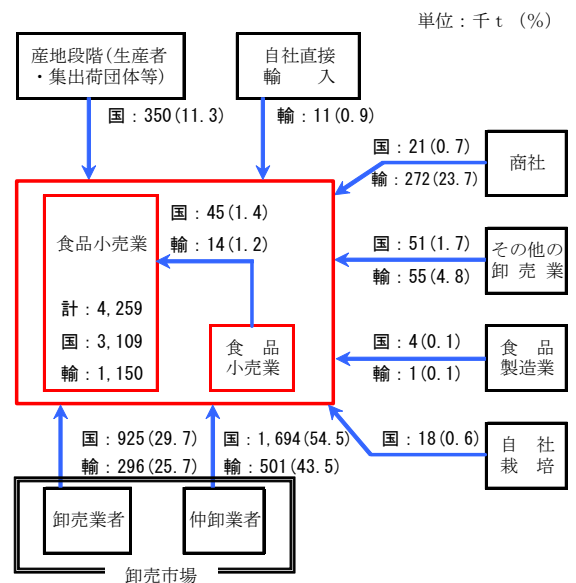 単位：千ｔ（%）
産地段階(生産者
・集出荷団体等)
自社直接
輸　入
国：350(11.3)
輸：11(0.9)
国：21(0.7)
輸：272(23.7)
商社
国：45(1.4)
輸：14(1.2)
食品小売業
計：4,259
国：3,109
輸：1,150
食　品
小売業
国：51(1.7)
輸：55(4.8)
その他の
卸 売 業
国：4(0.1)
輸：1(0.1)
食　品
製造業
国：18(0.6)
自　社
栽　培
国：925(29.7)
輸：296(25.7)
国：1,694(54.5)
輸：501(43.5)
卸売業者
仲卸業者
卸売市場